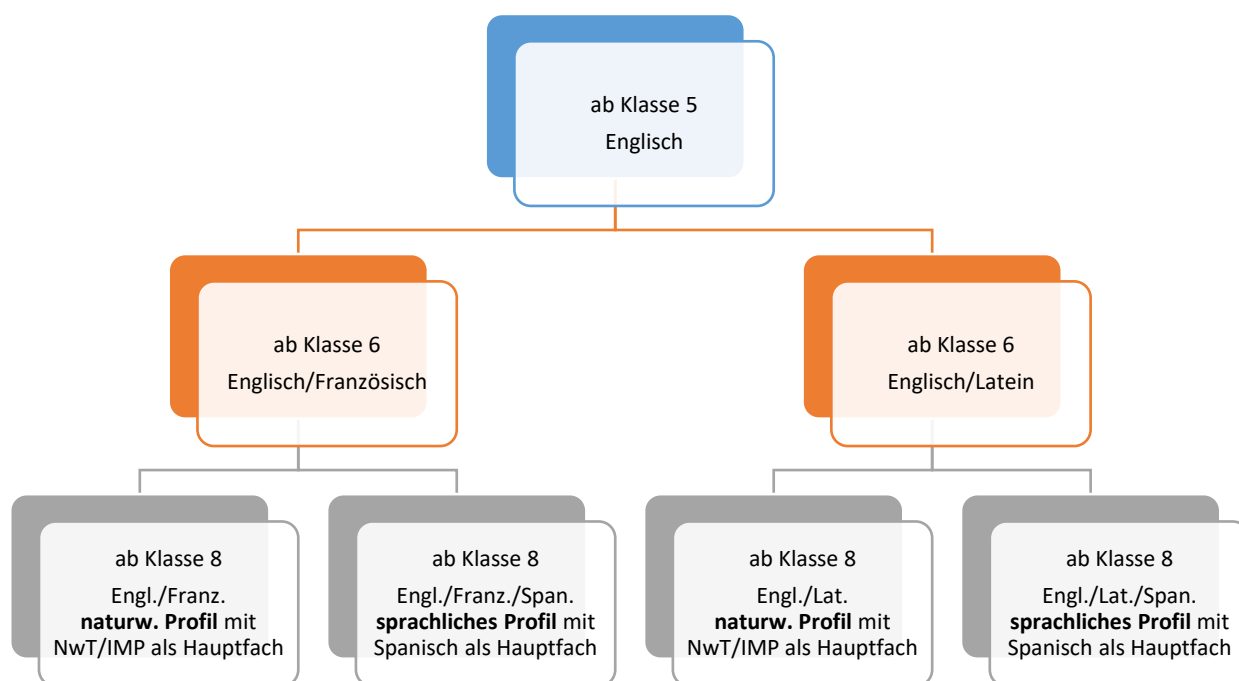 ab Klasse 5
Englisch
ab Klasse 6
Englisch/Französisch
ab Klasse 6
Englisch/Latein
ab Klasse 8
Engl./Franz.
naturw. Profil mit
NwT/IMP als Hauptfach
ab Klasse 8
Engl./Franz./Span.
sprachliches Profil mit
Spanisch als Hauptfach
ab Klasse 8
Engl./Lat.
naturw. Profil mit
NwT/IMP als Hauptfach
ab Klasse 8
Engl./Lat./Span.
sprachliches Profil mit
Spanisch als Hauptfach